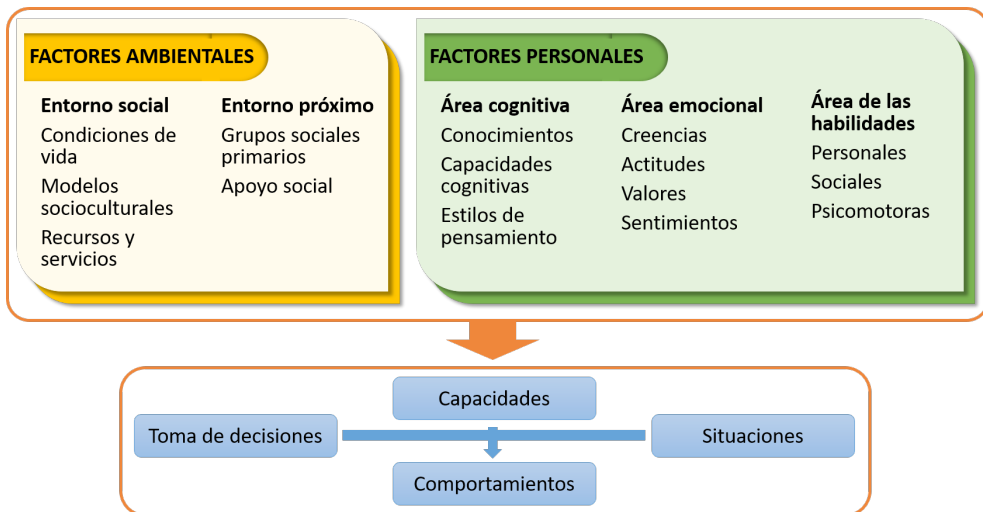 FACTORES AMBIENTALES
Entorno social
Condiciones de
vida
Modelos
socioculturales
Recursos y
servicios
Entorno próximo
Grupos sociales
primarios
Apoyo social
FACTORES PERSONALES
Área cognitiva
Conocimientos
Capacidades
cognitivas
Estilos de
pensamiento
Área emocional
Creencias
Actitudes
Valores
Sentimientos
Área de las
habilidades
Personales
Sociales
Psicomotoras
Capacidades
Toma de decisiones
Situaciones
Comportamientos